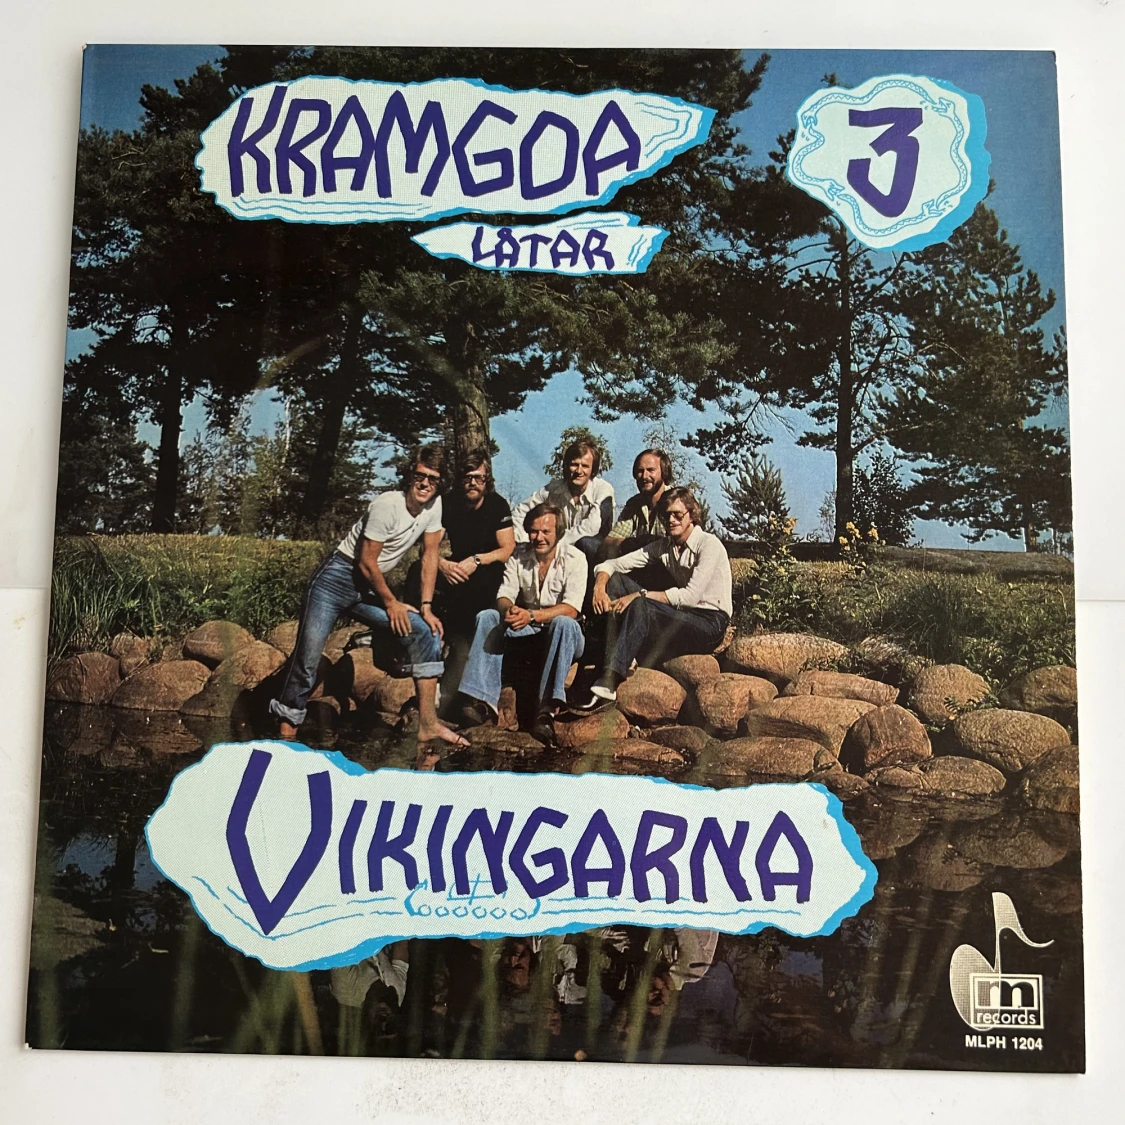 KRAMGOA
LÅTAR
3
VIKINGARNA
m
records
MLPH 1204